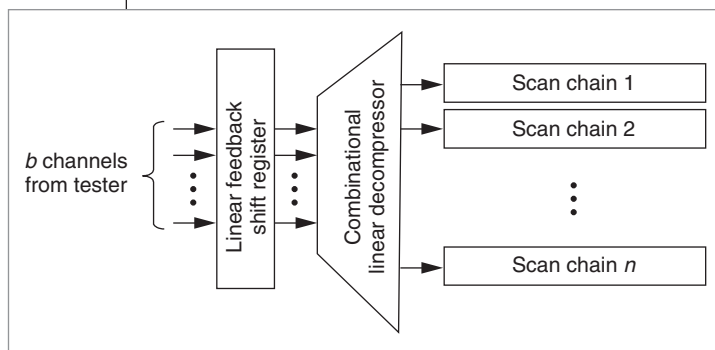 b channels
from tester
Linear feedback
shift register
Combinational
linear decompressor
Scan chain 1
Scan chain 2
Scan chain n